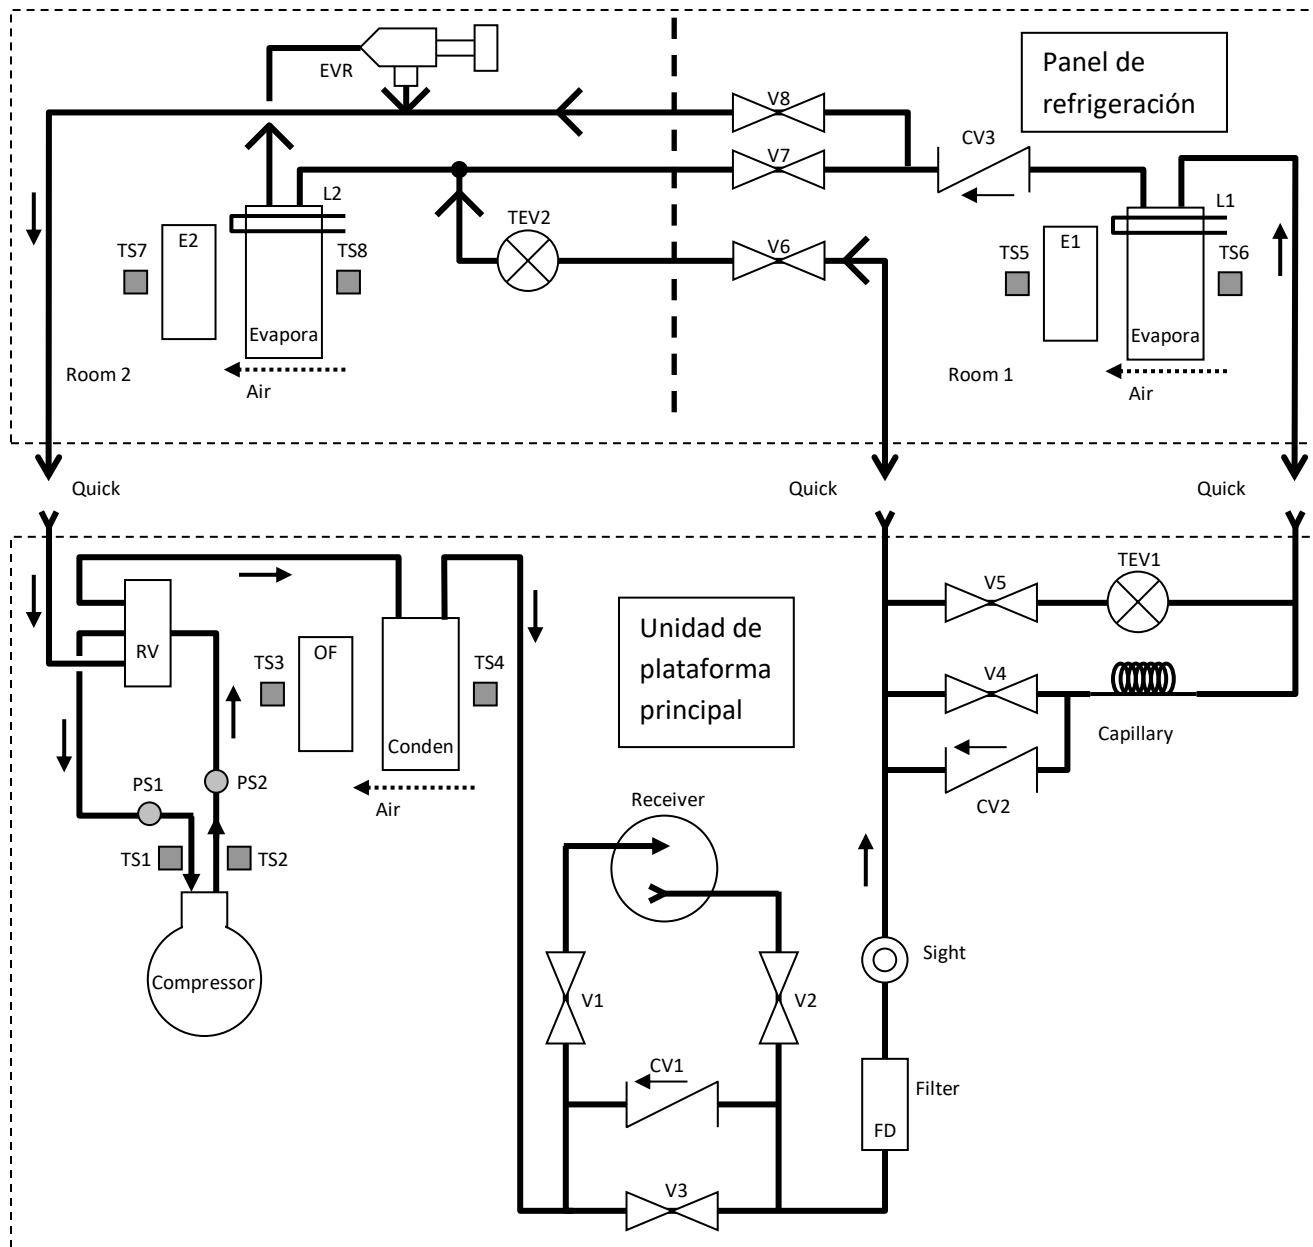 EVR
V8
Panel de
refrigeración
CV3
V7
L2
TEV2
V6
L1
TS7
E2
TS8
TS5
E1
TS6
Evapora
Evapora
Room 2
Air
Room 1
Air
Quick
Quick
Quick
TEV1
V5
Unidad de
plataforma
principal
RV
TS3
OF
TS4
V4
Conden
Capillary
PS1
PS2
Air
Receiver
CV2
TS1
TS2
Compressor
Sight
V1
V2
CV1
Filter
FD
V3